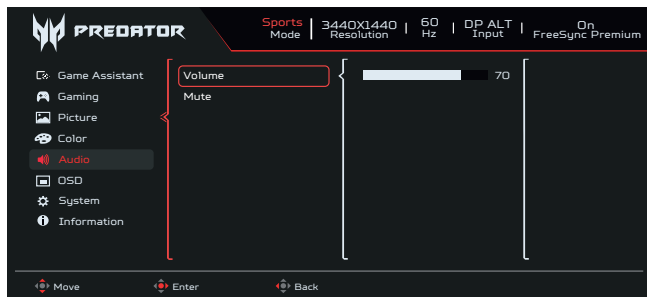 PREDATOR
Sports Mode
3440X1440 Resolution
60 Hz
DP ALT Input
On FreeSync Premium
Game Assistant
Gaming
Picture
Color
Audio
OSD
System
Information
Volume
Mute
70
Move
Enter
Back